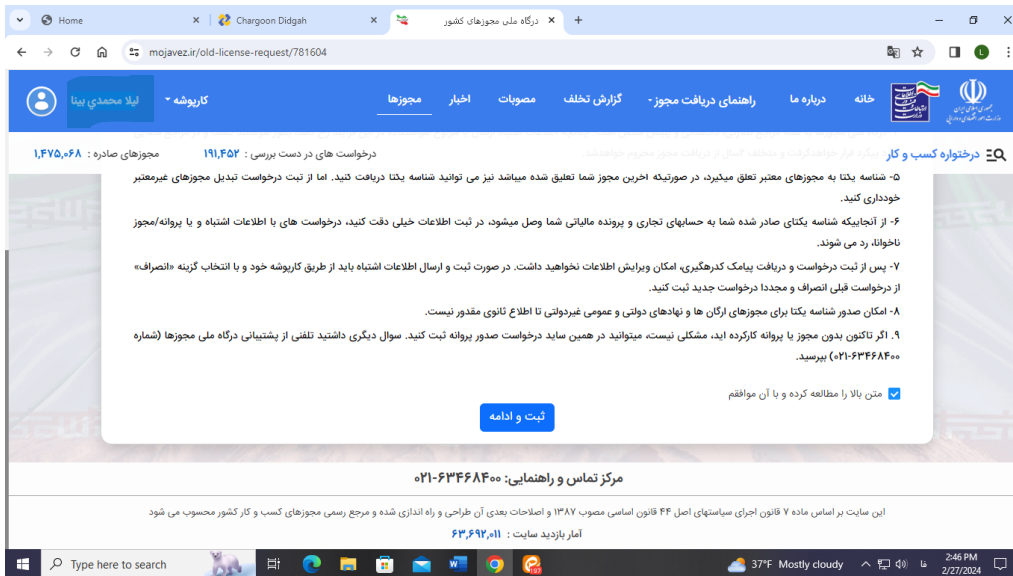 Home
Chargoon Didgah
درگاه ملی مجوزهای کشور
mojavez.ir/old-license-request/781604
خانه
درباره ما
راهنمای دریافت مجوز
گزارش تخلف
مصوبات
اخبار
مجوزها
کارپوشه
لیلا محمدي بینا
درختواره کسب و کار
درخواست های در دست بررسی : ۱۹۱,۴۵۲
مجوزهای صادره : ۱,۴۷۵,۰۶۸
۵- شناسه یکتا به مجوزهای معتبر تعلق میگیرد، در صورتیکه آخرین مجوز شما تعلیق شده میباشد نیز می توانید شناسه یکتا دریافت کنید. اما از ثبت درخواست تبدیل مجوزهای غیرمعتبر
خودداری کنید.
۶- از آنجاییکه شناسه یکتای صادر شده شما به حسابهای تجاری و پرونده مالیاتی شما وصل میشود، در ثبت اطلاعات خیلی دقت کنید، درخواست های با اطلاعات اشتباه و یا پروانه/مجوز
ناخوانا، رد می شوند.
۷- پس از ثبت درخواست و دریافت پیامک کدرهگیری، امکان ویرایش اطلاعات نخواهید داشت. در صورت ثبت و ارسال اطلاعات اشتباه باید از طریق کارپوشه خود و با انتخاب گزینه «انصراف»
از درخواست قبلی انصراف و مجددا درخواست جدید ثبت کنید.
۸- امکان صدور شناسه یکتا برای مجوزهای ارگان ها و نهادهای دولتی و عمومی غیردولتی تا اطلاع ثانوی مقدور نیست.
۹. اگر تاکنون بدون مجوز یا پروانه کارکرده اید، مشکلی نیست، میتوانید در همین ساید درخواست صدور پروانه ثبت کنید. سوال دیگری داشتید تلفنی از پشتیبانی درگاه ملی مجوزها (شماره
۰۲۱-۶۳۴۶۸۴۰۰) بپرسید.
متن بالا را مطالعه کرده و با آن موافقم
ثبت و ادامه
مرکز تماس و راهنمایی: ۰۲۱-۶۳۴۶۸۴۰۰
این سایت بر اساس ماده ۷ قانون اجرای سیاستهای اصل ۴۴ قانون اساسی مصوب ۱۳۸۷ و اصلاحات بعدی آن طراحی و راه اندازی شده و مرجع رسمی مجوزهای کسب و کار کشور محسوب می شود
آمار بازدید سایت : ۶۳,۶۹۲,۰۱۱
Type here to search
37°F Mostly cloudy
فا
2:46 PM
2/27/2024